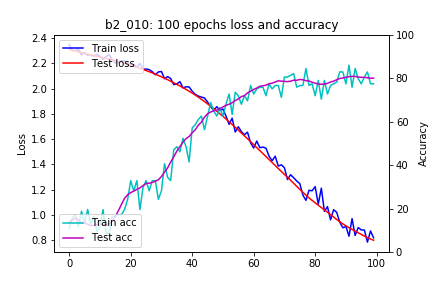 b2_010: 100 epochs loss and accuracy
2.4
2.2
2.0
1.8
1.6
1.4
1.2
1.0
0.8
Loss
Train loss
Test loss
Train acc
Test acc
100
80
60
40
20
0
Accuracy
0 20 40 60 80 100